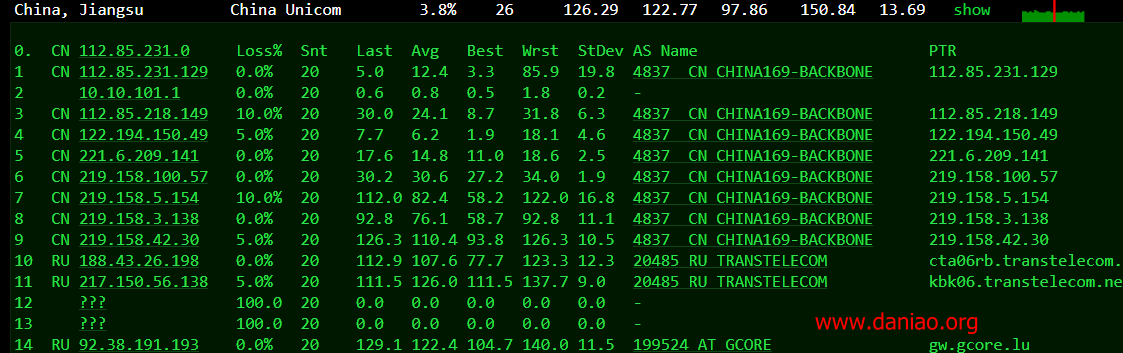 China, Jiangsu China Unicom 3.8% 26 126.29 122.77 97.86 150.84 13.69 show
0. CN 112.85.231.0 Loss% Snt Last Avg Best Wrst StDev AS Name PTR
1 CN 112.85.231.129 0.0% 20 5.0 12.4 3.3 85.9 19.8 4837 CN CHINA169-BACKBONE 112.85.231.129
2 10.10.101.1 0.0% 20 0.6 0.8 0.5 1.8 0.2 -
3 CN 112.85.218.149 10.0% 20 30.0 24.1 8.7 31.8 6.3 4837 CN CHINA169-BACKBONE 112.85.218.149
4 CN 122.194.150.49 5.0% 20 7.7 6.2 1.9 18.1 4.6 4837 CN CHINA169-BACKBONE 122.194.150.49
5 CN 221.6.209.141 0.0% 20 17.6 14.8 11.0 18.6 2.5 4837 CN CHINA169-BACKBONE 221.6.209.141
6 CN 219.158.100.57 0.0% 20 30.2 30.6 27.2 34.0 1.9 4837 CN CHINA169-BACKBONE 219.158.100.57
7 CN 219.158.5.154 10.0% 20 112.0 82.4 58.2 122.0 16.8 4837 CN CHINA169-BACKBONE 219.158.5.154
8 CN 219.158.3.138 0.0% 20 92.8 76.1 58.7 92.8 11.1 4837 CN CHINA169-BACKBONE 219.158.3.138
9 CN 219.158.42.30 5.0% 20 126.3 110.4 93.8 126.3 10.5 4837 CN CHINA169-BACKBONE 219.158.42.30
10 RU 188.43.26.198 0.0% 20 112.9 107.6 77.7 123.3 12.3 20485 RU TRANSTELECOM cta06rb.transtelecom.
11 RU 217.150.56.138 5.0% 20 111.5 126.0 111.5 137.7 9.0 20485 RU TRANSTELECOM kbk06.transtelecom.ne
12 ??? 100.0 20 0.0 0.0 0.0 0.0 0.0 -
13 ??? 100.0 20 0.0 0.0 0.0 0.0 0.0 -
www.daniao.org
14 RU 92.38.191.193 0.0% 20 129.1 122.4 104.7 140.0 11.5 199524 AT GCORE gw.gcore.lu